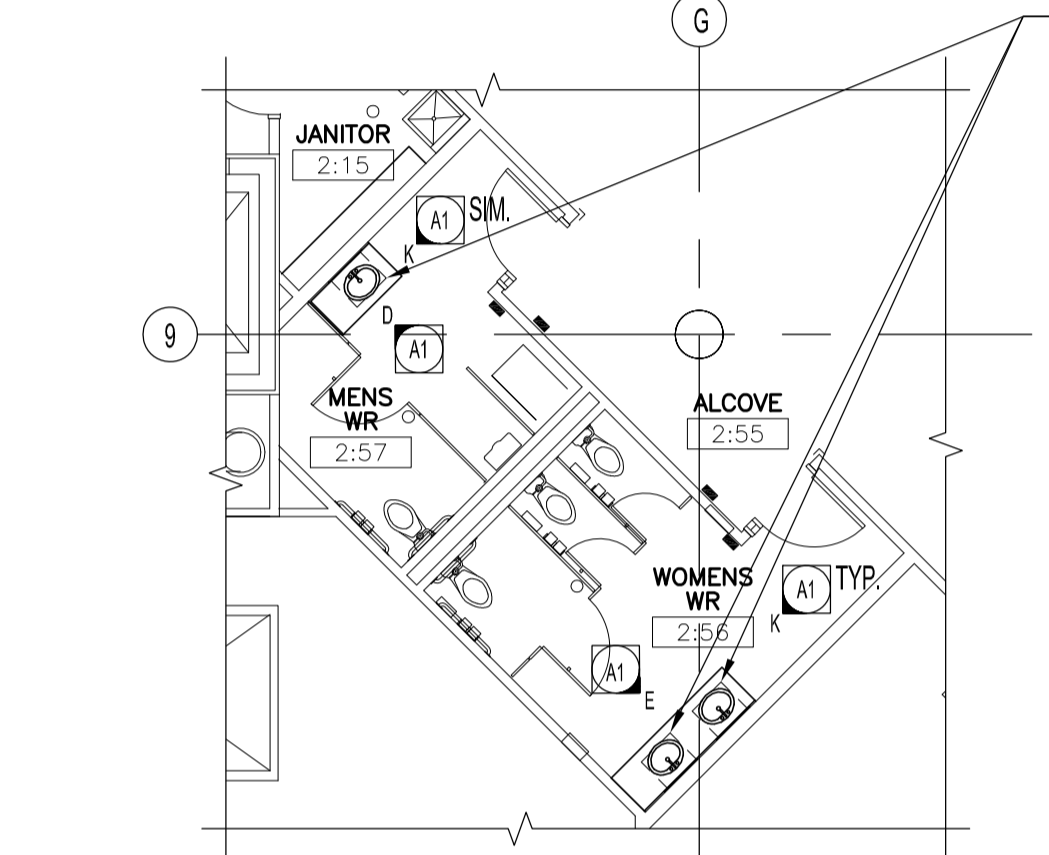 G
JANITOR
2:15
A1 SIM.
K
9
D
A1
MENS
WR
2:57
ALCOVE
2:55
WOMENS
WR
2:56
A1 TYP.
K
A1
E